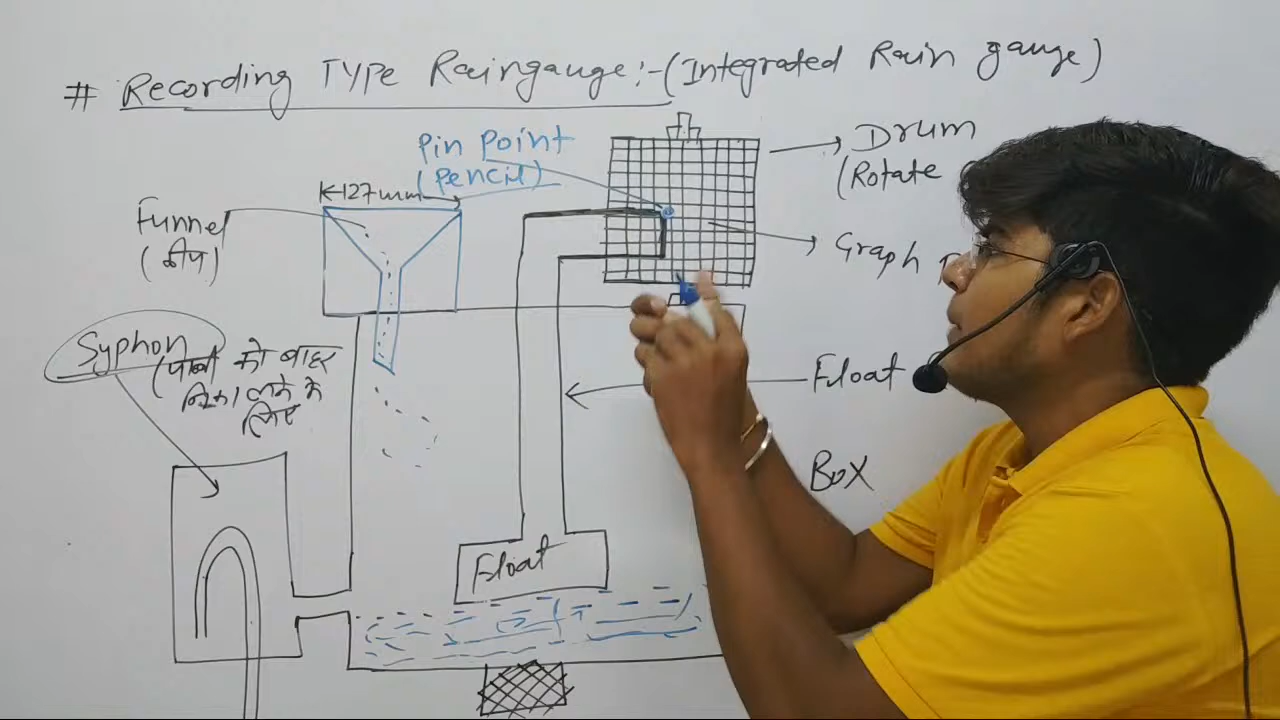 # Recording TYPE Raingauge:-(Integrated Rain gauge)
Pin Point
(Pencil)
127mm
Drum
(Rotate
Funnel
(कीप)
Graph
Syphon
(पानी को बाहर
निकालने के
लिए
Float
Box
Float